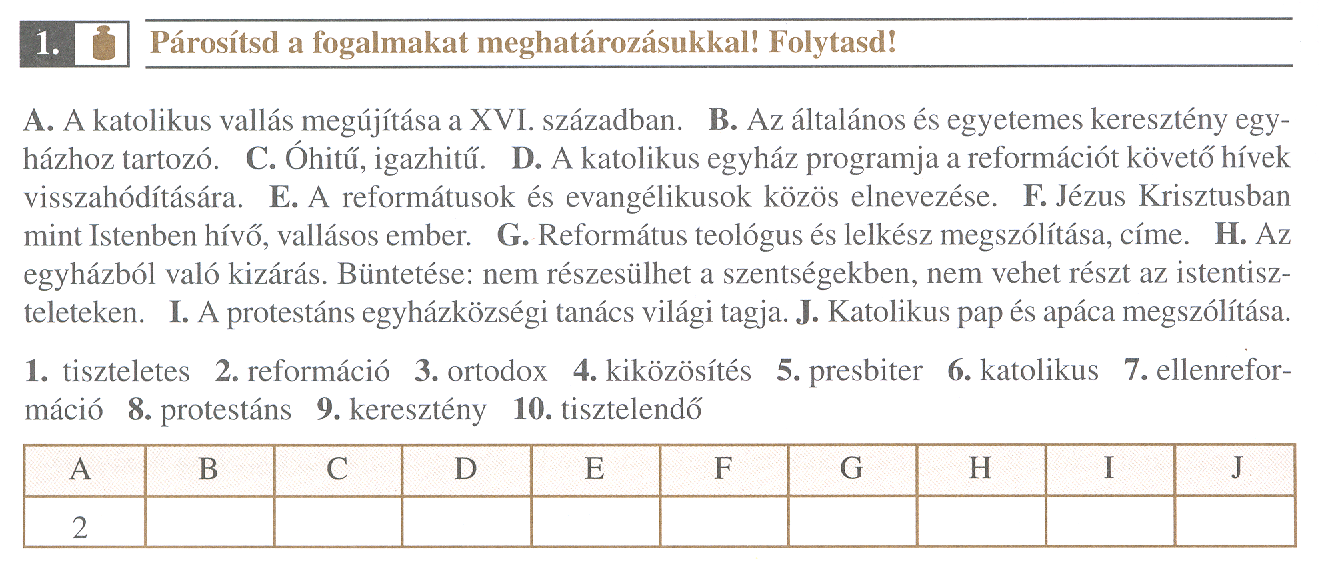 1. Párosítsd a fogalmakat meghatározásukkal! Folytasd!
A. A katolikus vallás megújítása a XVI. században. B. Az általános és egyetemes keresztény egy-
házhoz tartozó. C. Óhitű, igazhitű. D. A katolikus egyház programja a reformációt követő hívek
visszahódítására. E. A reformátusok és evangélikusok közös elnevezése. F. Jézus Krisztusban
mint Istenben hívő, vallásos ember. G. Református teológus és lelkész megszólítása, címe. H. Az
egyházból való kizárás. Büntetése: nem részesülhet a szentségekben, nem vehet részt az istentisz-
teleteken. I. A protestáns egyházközségi tanács világi tagja. J. Katolikus pap és apáca megszólítása.
1. tiszteletes 2. reformáció 3. ortodox 4. kiközösítés 5. presbiter 6. katolikus 7. ellenrefor-
máció 8. protestáns 9. keresztény 10. tisztelendő
A B C D E F G H I J
2